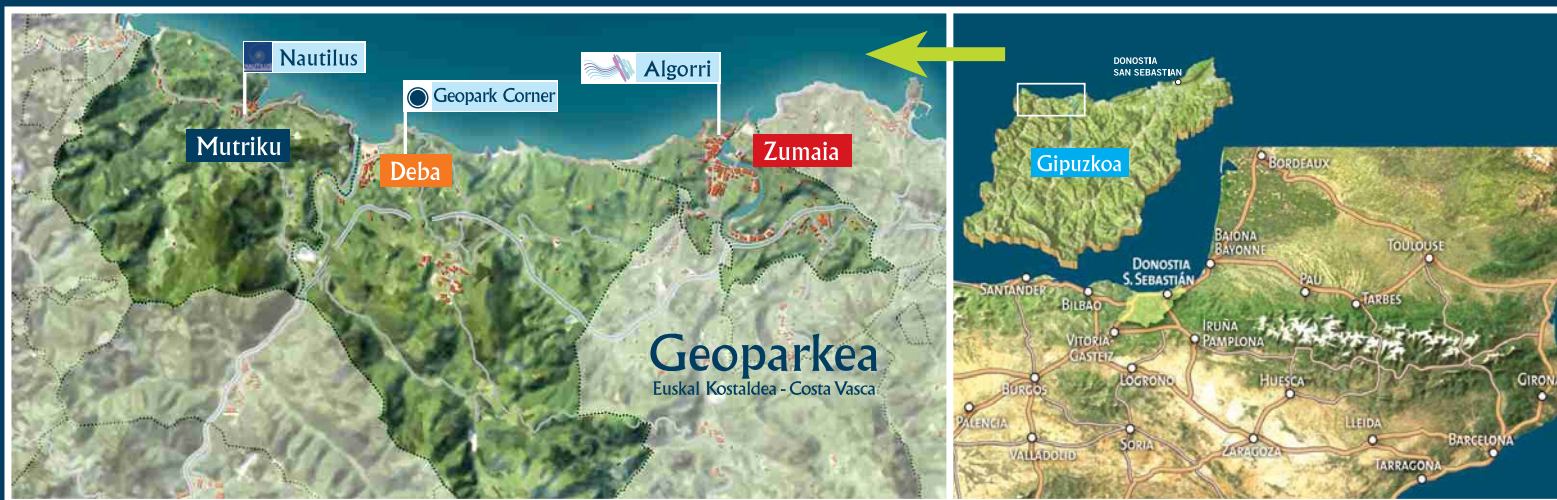 Nautilus
NAUTILUS
Geopark Corner
Algorri
Mutriku
Deba
Zumaia
Geoparkea
Euskal Kostaldea - Costa Vasca
DONOSTIA
SAN SEBASTIAN
Gipuzkoa
BORDEAUX
BAIONA
BAYONNE
TOULOUSE
DONOSTIA
S. SEBASTIÁN
SANTANDER
BILBAO
PAU
TARBES
VITORIA-
GASTEIZ
IRUÑA
PAMPLONA
BURGOS
LOGROÑO
HUESCA
GIRONA
PALENCIA
VALLADOLID
SORIA
ZARAGOZA
LLEIDA
BARCELONA
TARRAGONA